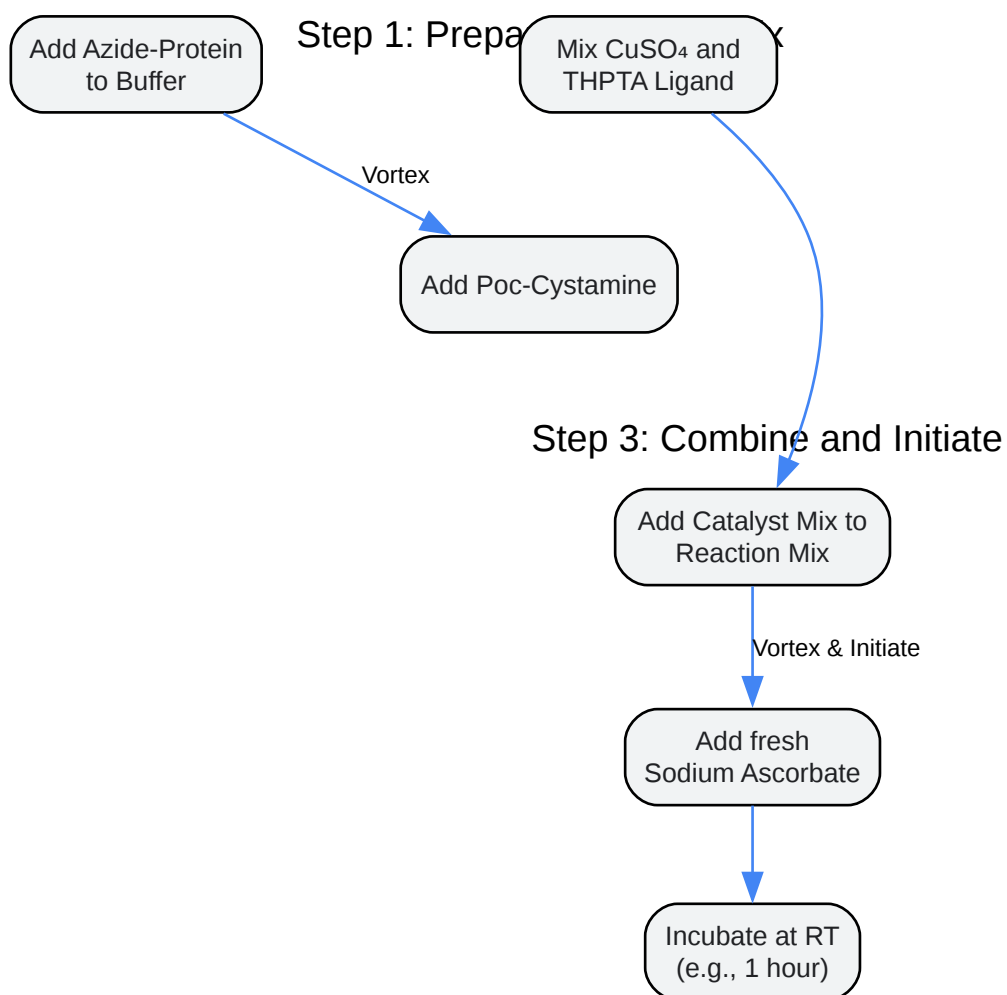 Step 1: Prepa
x
Add Azide-Protein
to Buffer
Mix CuSO₄ and
THPTA Ligand
Vortex
Add Poc-Cystamine
Step 3: Combine and Initiate
Add Catalyst Mix to
Reaction Mix
Vortex & Initiate
Add fresh
Sodium Ascorbate
Incubate at RT
(e.g., 1 hour)